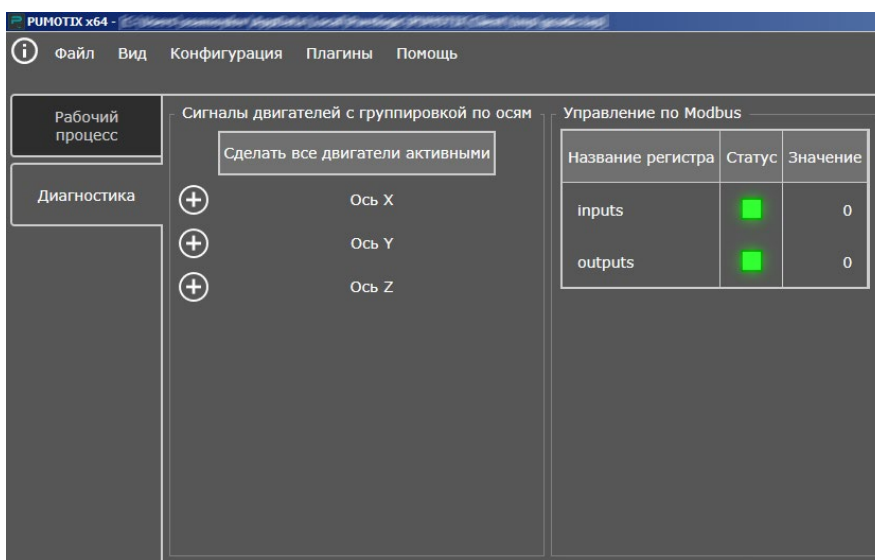 PUMOTIX x64 -
Файл Вид Конфигурация Плагины Помощь
Рабочий
процесс
Диагностика
Сигналы двигателей с группировкой по осям
Сделать все двигатели активными
Ось X
Ось Y
Ось Z
Управление по Modbus
Название регистра Статус Значение
inputs 0
outputs 0